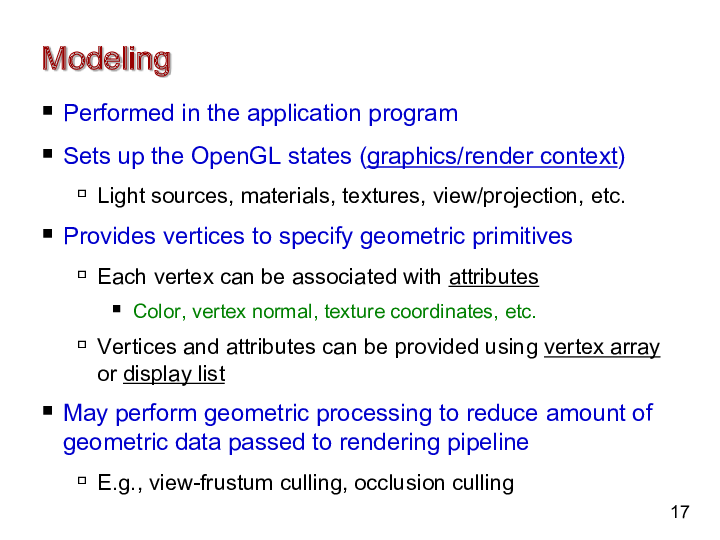 Modeling
▪ Performed in the application program
▪ Sets up the OpenGL states (graphics/render context)
▫ Light sources, materials, textures, view/projection, etc.
▪ Provides vertices to specify geometric primitives
▫ Each vertex can be associated with attributes
▪ Color, vertex normal, texture coordinates, etc.
▫ Vertices and attributes can be provided using vertex array
or display list
▪ May perform geometric processing to reduce amount of
geometric data passed to rendering pipeline
▫ E.g., view-frustum culling, occlusion culling
17